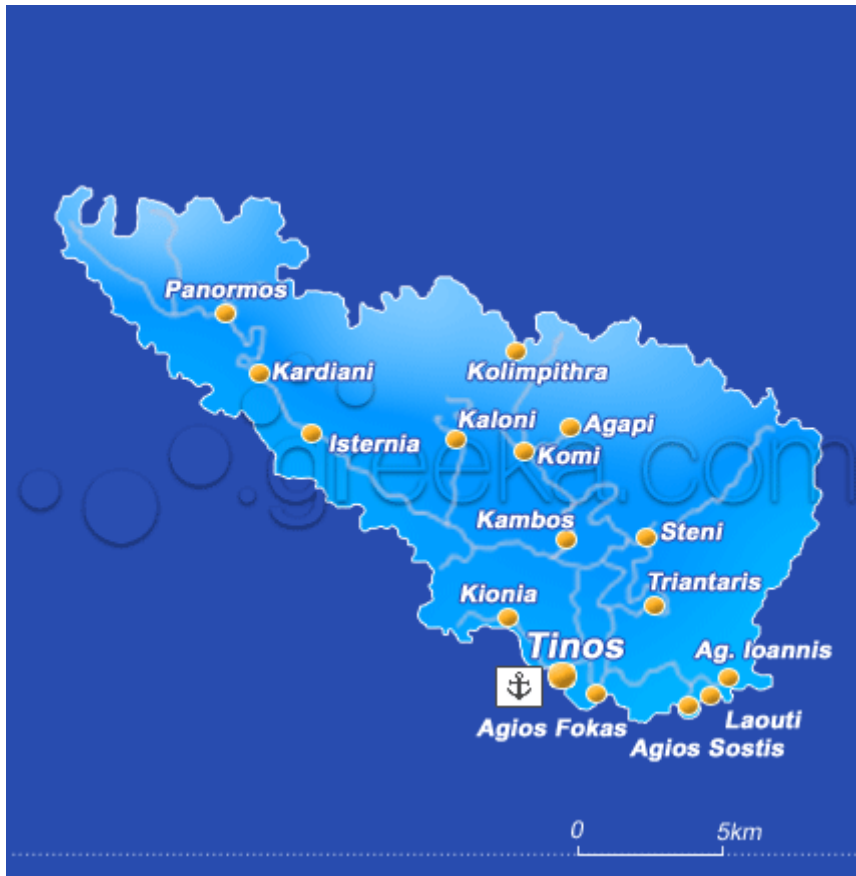 Panormos
Kolimpithra
Kardiani
Kaloni
Agapi
Isternia
Komi
.greeka.com
Kambos
Steni
Triantaris
Kionia
Tinos
Ag. Ioannis
Laouti
Agios Fokas
Agios Sostis
0
5km